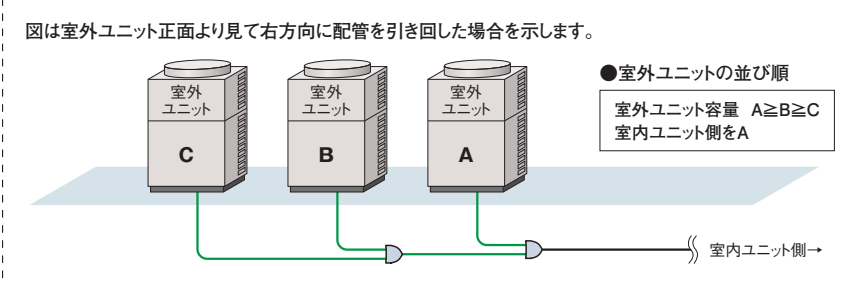 図は室外ユニット正面より見て右方向に配管を引き回した場合を示します。
●室外ユニットの並び順
室外ユニット容量 A≧B≧C
室内ユニット側をA
室外
ユニット
C
室外
ユニット
B
室外
ユニット
A
室内ユニット側→